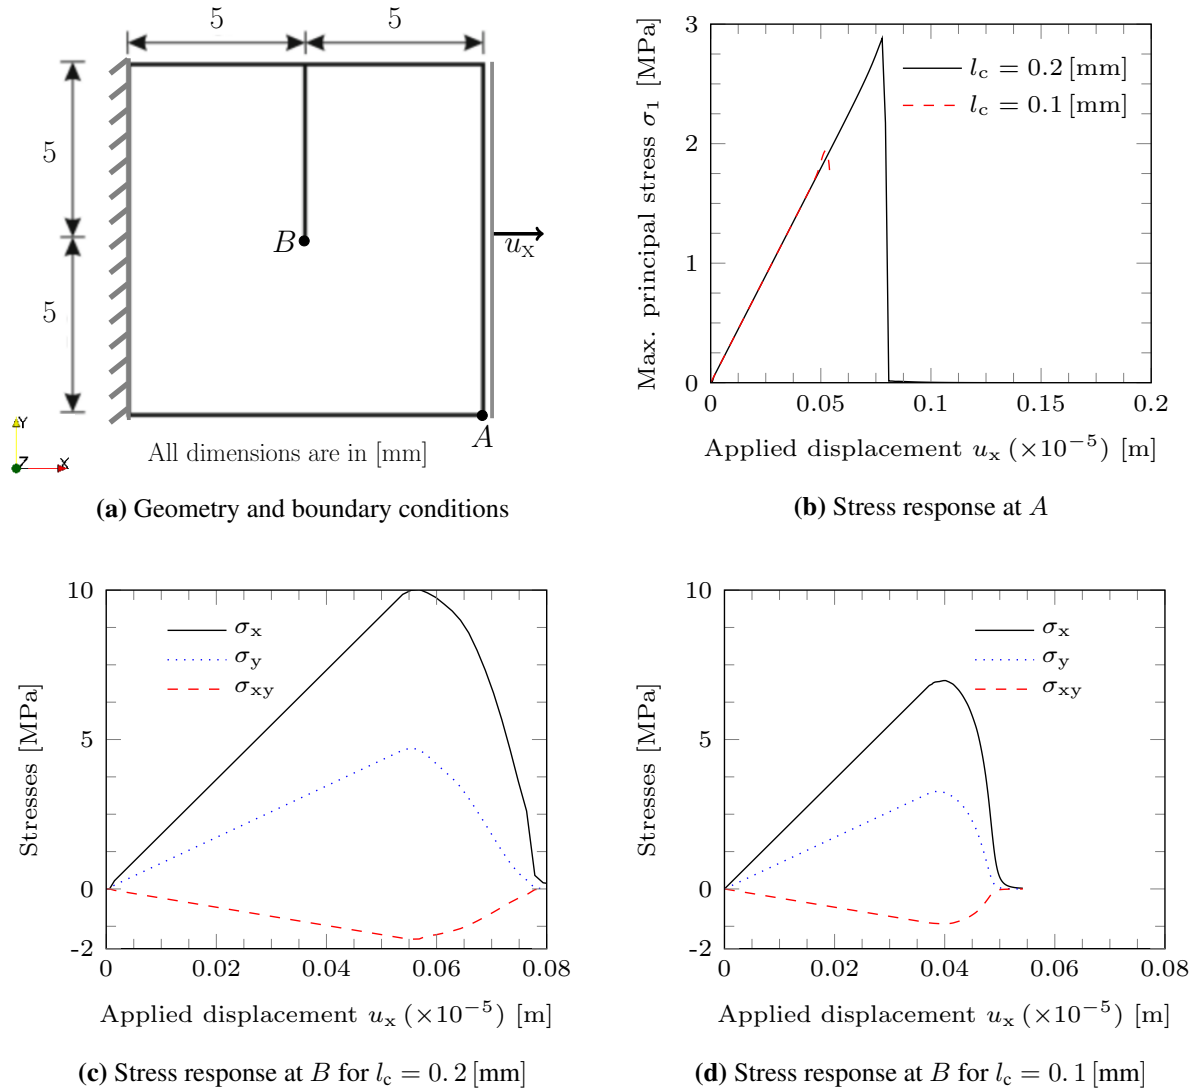 5 5
5
5
B
u_x
A
Y
Z X
All dimensions are in [mm]
(a) Geometry and boundary conditions
Max. principal stress σ₁ [MPa]
3
2
1
0
l_c = 0.2 [mm]
l_c = 0.1 [mm]
0 0.05 0.1 0.15 0.2
Applied displacement u_x (×10⁻⁵) [m]
(b) Stress response at A
Stresses [MPa]
10
5
0
-2
σ_x
σ_y
σ_xy
0 0.02 0.04 0.06 0.08
Applied displacement u_x (×10⁻⁵) [m]
(c) Stress response at B for l_c = 0.2 [mm]
Stresses [MPa]
10
5
0
-2
σ_x
σ_y
σ_xy
0 0.02 0.04 0.06 0.08
Applied displacement u_x (×10⁻⁵) [m]
(d) Stress response at B for l_c = 0.1 [mm]